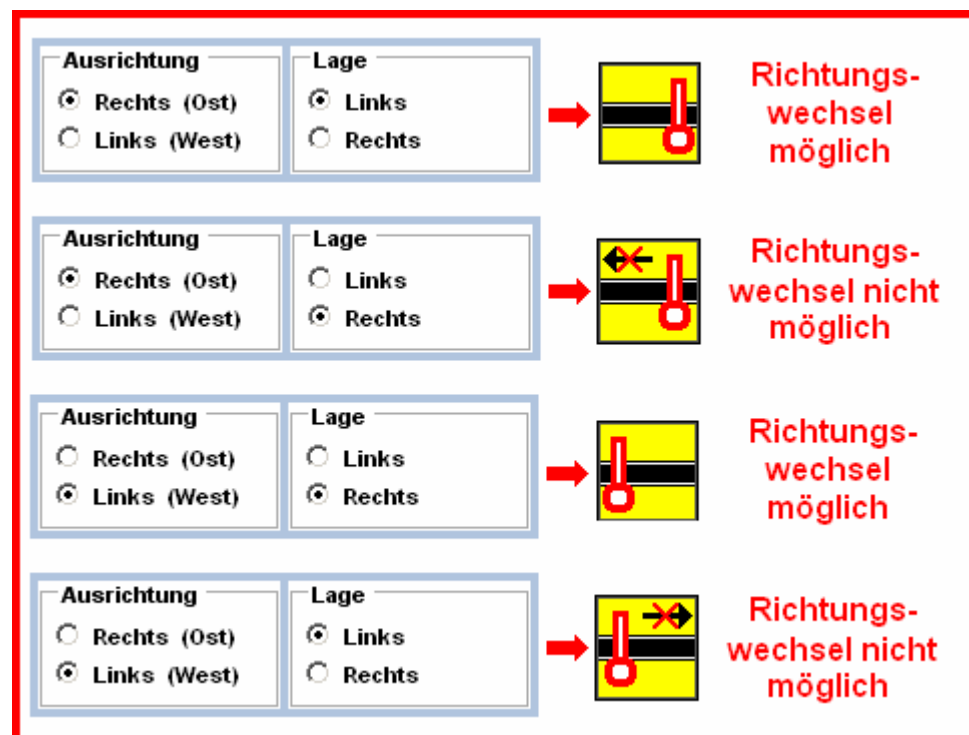 Ausrichtung
Lage
Rechts (Ost)
Links
Links (West)
Rechts
Richtungs-
wechsel
möglich
Ausrichtung
Lage
Rechts (Ost)
Links
Links (West)
Rechts
Richtungs-
wechsel nicht
möglich
Ausrichtung
Lage
Rechts (Ost)
Links
Links (West)
Rechts
Richtungs-
wechsel
möglich
Ausrichtung
Lage
Rechts (Ost)
Links
Links (West)
Rechts
Richtungs-
wechsel nicht
möglich